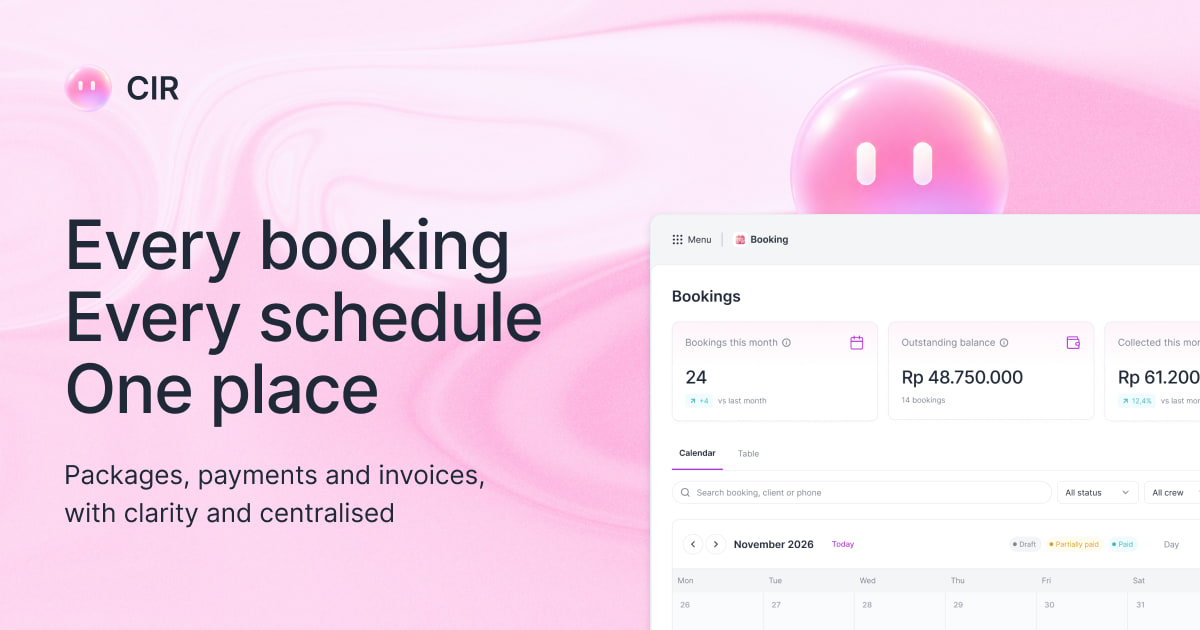 CIR
Every booking
Every schedule
One place
Packages, payments and invoices,
with clarity and centralised
Menu
Booking
Bookings
Bookings this month
24
+4 vs last month
Outstanding balance
Rp 48.750.000
14 bookings
Collected this mon
Rp 61.200
12,4% vs last mon
Calendar
Table
Search booking, client or phone
All status
All crew
November 2026
Today
Draft
Partially paid
Paid
Day
Mon Tue Wed Thu Fri Sat
26 27 28 29 30 31